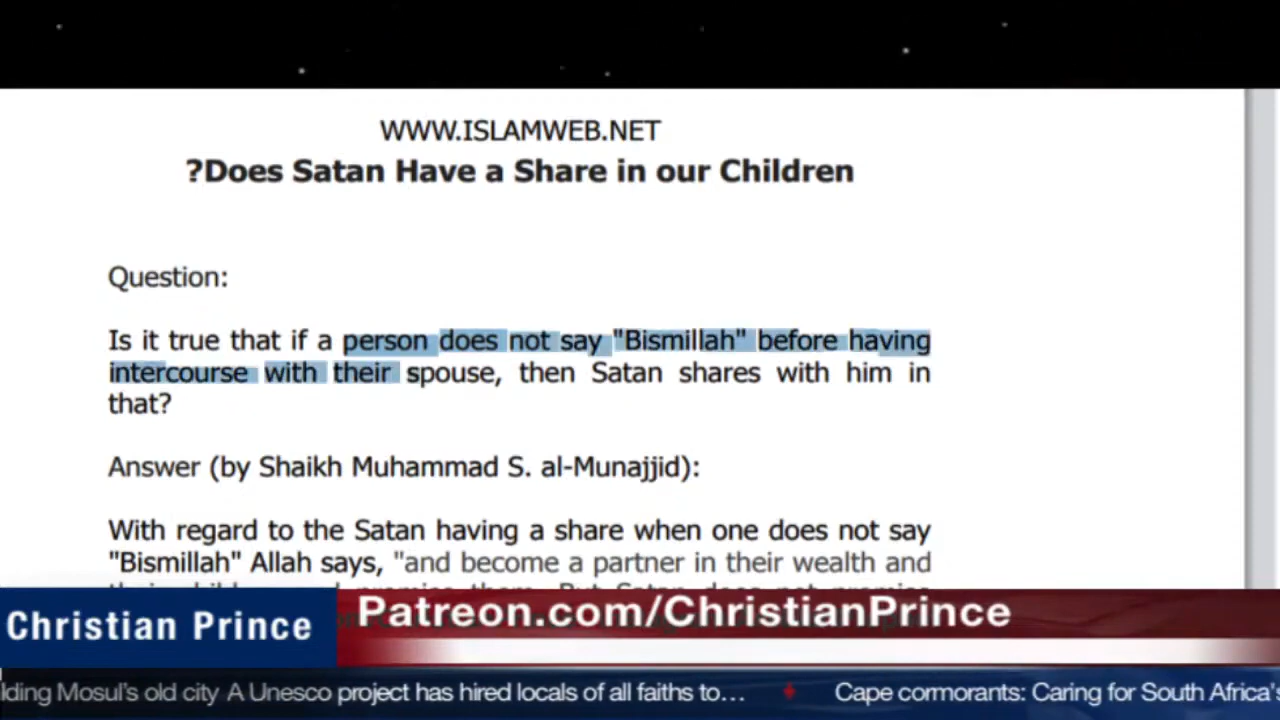 WWW.ISLAMWEB.NET
?Does Satan Have a Share in our Children
Question:
Is it true that if a person does not say "Bismillah" before having
intercourse with their spouse, then Satan shares with him in
that?
Answer (by Shaikh Muhammad S. al-Munajjid):
With regard to the Satan having a share when one does not say
"Bismillah" Allah says, "and become a partner in their wealth and
Christian Prince
Patreon.com/ChristianPrince
lding Mosul's old city A Unesco project has hired locals of all faiths to… Cape cormorants: Caring for South Africa's